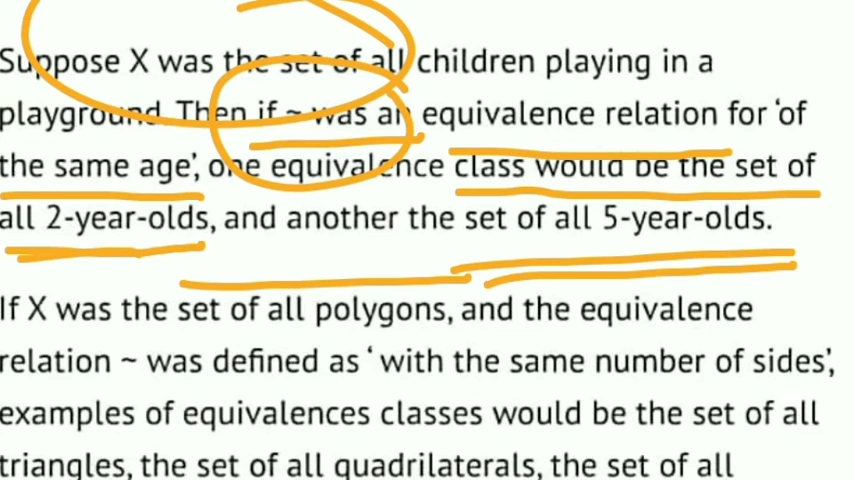 Suppose X was the set of all children playing in a
playground. Then if ~ was an equivalence relation for ‘of
the same age’, one equivalence class would be the set of
all 2-year-olds, and another the set of all 5-year-olds.
If X was the set of all polygons, and the equivalence
relation ~ was defined as ‘ with the same number of sides’,
examples of equivalences classes would be the set of all
triangles, the set of all quadrilaterals, the set of all